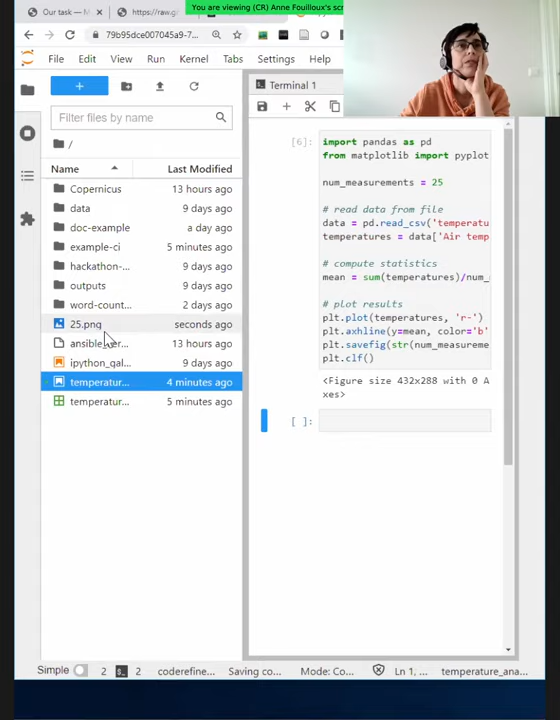 You are viewing (CR) Anne Fouilloux's scr
Our task — M
https://raw.gi
79b95dce007045a9-7...
File Edit View Run Kernel Tabs Settings Help
Filter files by name
Terminal 1
/
Name Last Modified
Copernicus 13 hours ago
data 9 days ago
doc-example a day ago
example-ci 5 minutes ago
hackathon-... 9 days ago
outputs 9 days ago
word-count... 2 days ago
25.png seconds ago
13 hours ago
ipython_gal... 9 days ago
temperatur... 4 minutes ago
temperatur... 5 minutes ago
[6]:
import pandas as pd
from matplotlib import pyplot
num_measurements = 25
# read data from file
data = pd.read_csv('temperatu
temperatures = data['Air temp
# compute statistics
mean = sum(temperatures)/num_
# plot results
plt.plot(temperatures, 'r-')
plt.axhline(y=mean, color='b'
plt.savefig(str(num_measureme
plt.clf()
<Figure size 432x288 with 0 A
xes>
[ ]:
Simple 2 2 coderefine... Saving co... Mode: Co... Ln 1, ... temperature_ana...